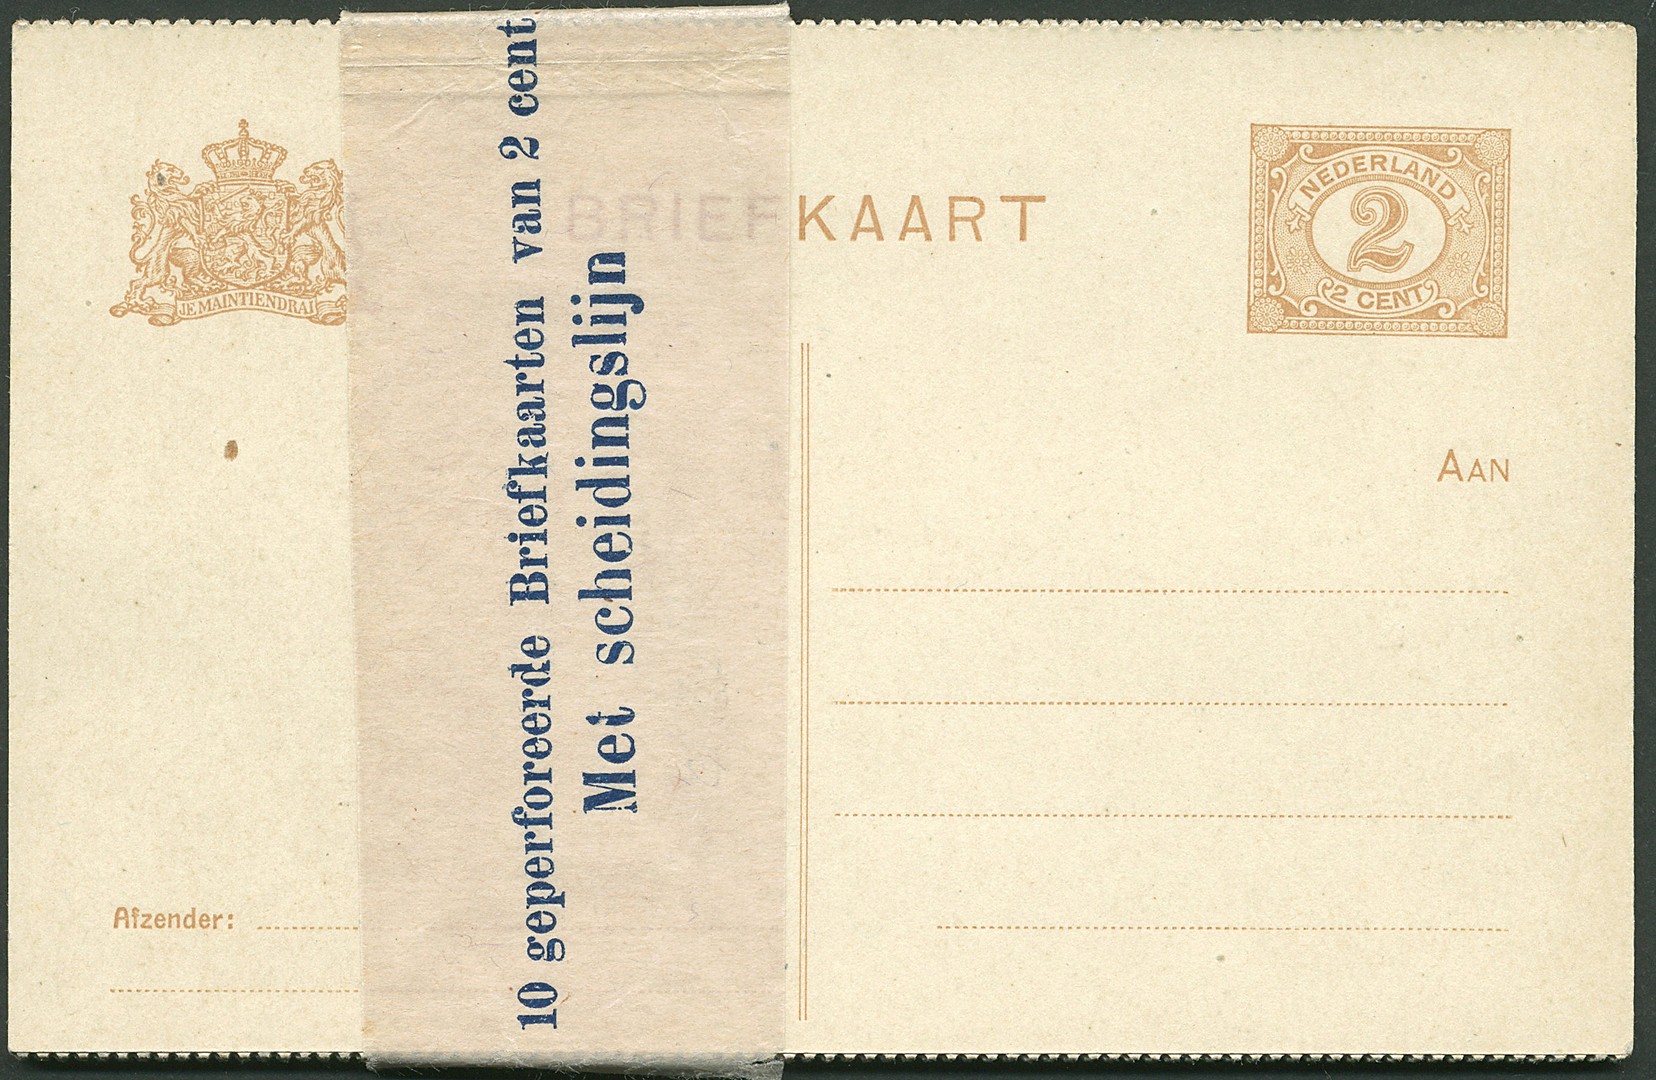 JE MAINTIENDRAI
BRIEFKAART
NEDERLAND
2
2 CENT
10 geperforeerde Briefkaarten van 2 cent
Met scheidingslijn
AAN
Afzender: